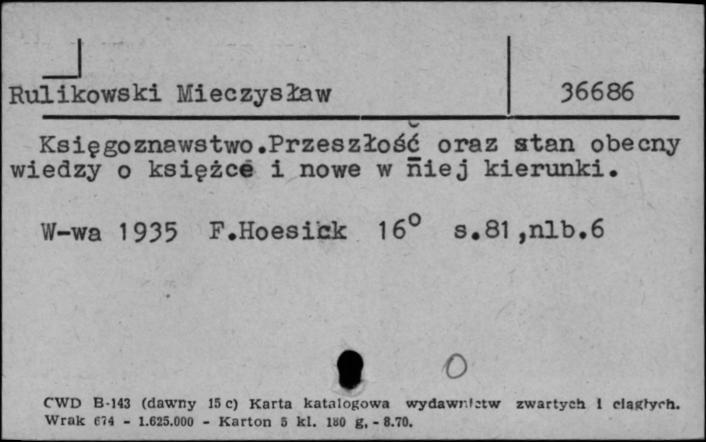 Rulikowski Mieczysław 36686
Księgoznawstwo.Przeszłość oraz stan obecny
wiedzy o książce i nowe w niej kierunki.
W-wa 1935 F.Hoesick 16° s.81,nlb.6
O
CWD B-143 (dawny 15 c) Karta katalogowa wydawnictw zwartych i ciągłych.
Wrak 674 - 1.625.000 - Karton 5 kl. 180 g, - 8.70.